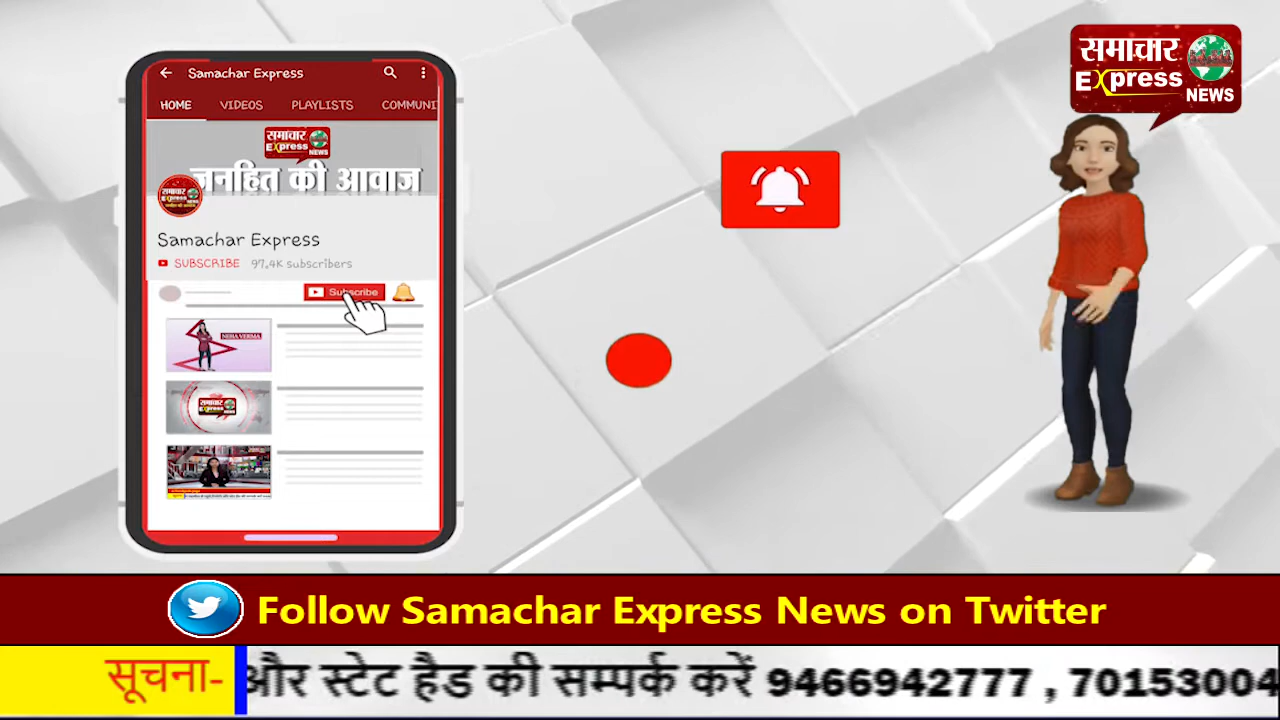 Samachar Express
HOME VIDEOS PLAYLISTS COMMUNI
समाचार
Express
NEWS
जनहित की आवाज
Samachar Express
SUBSCRIBE 97.4K subscribers
Subscribe
समाचार
Express
NEWS
Follow Samachar Express News on Twitter
सूचना- और स्टेट हैड की सम्पर्क करें 9466942777 , 70153004